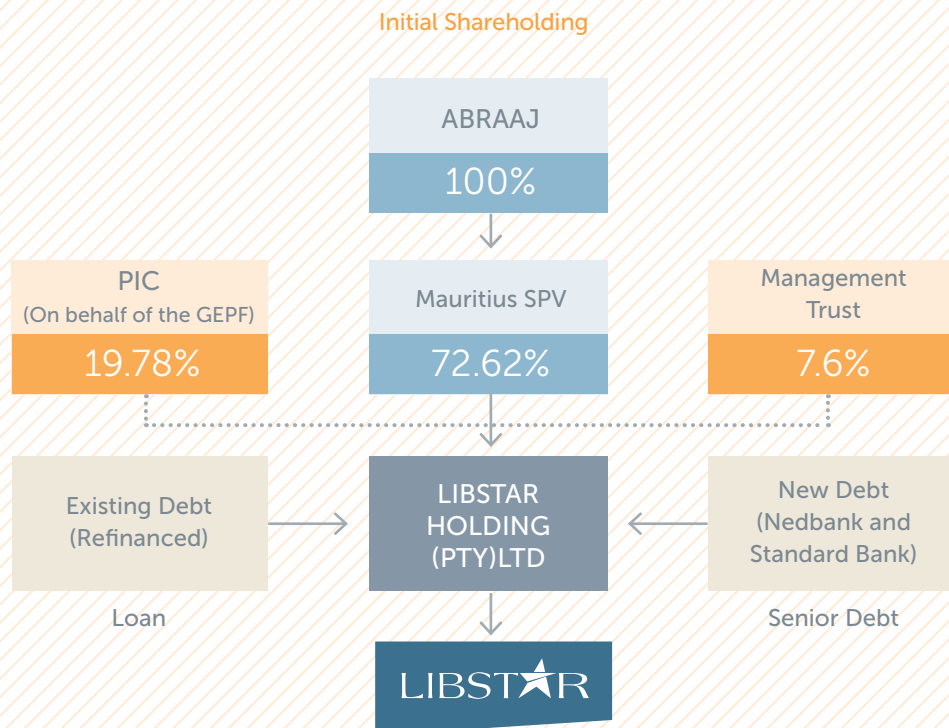 Initial Shareholding
ABRAAJ
100%
PIC
(On behalf of the GEPF)
19.78%
Mauritius SPV
72.62%
Management
Trust
7.6%
Existing Debt
(Refinanced)
Loan
LIBSTAR
HOLDING
(PTY)LTD
New Debt
(Nedbank and
Standard Bank)
Senior Debt
LIBSTAR